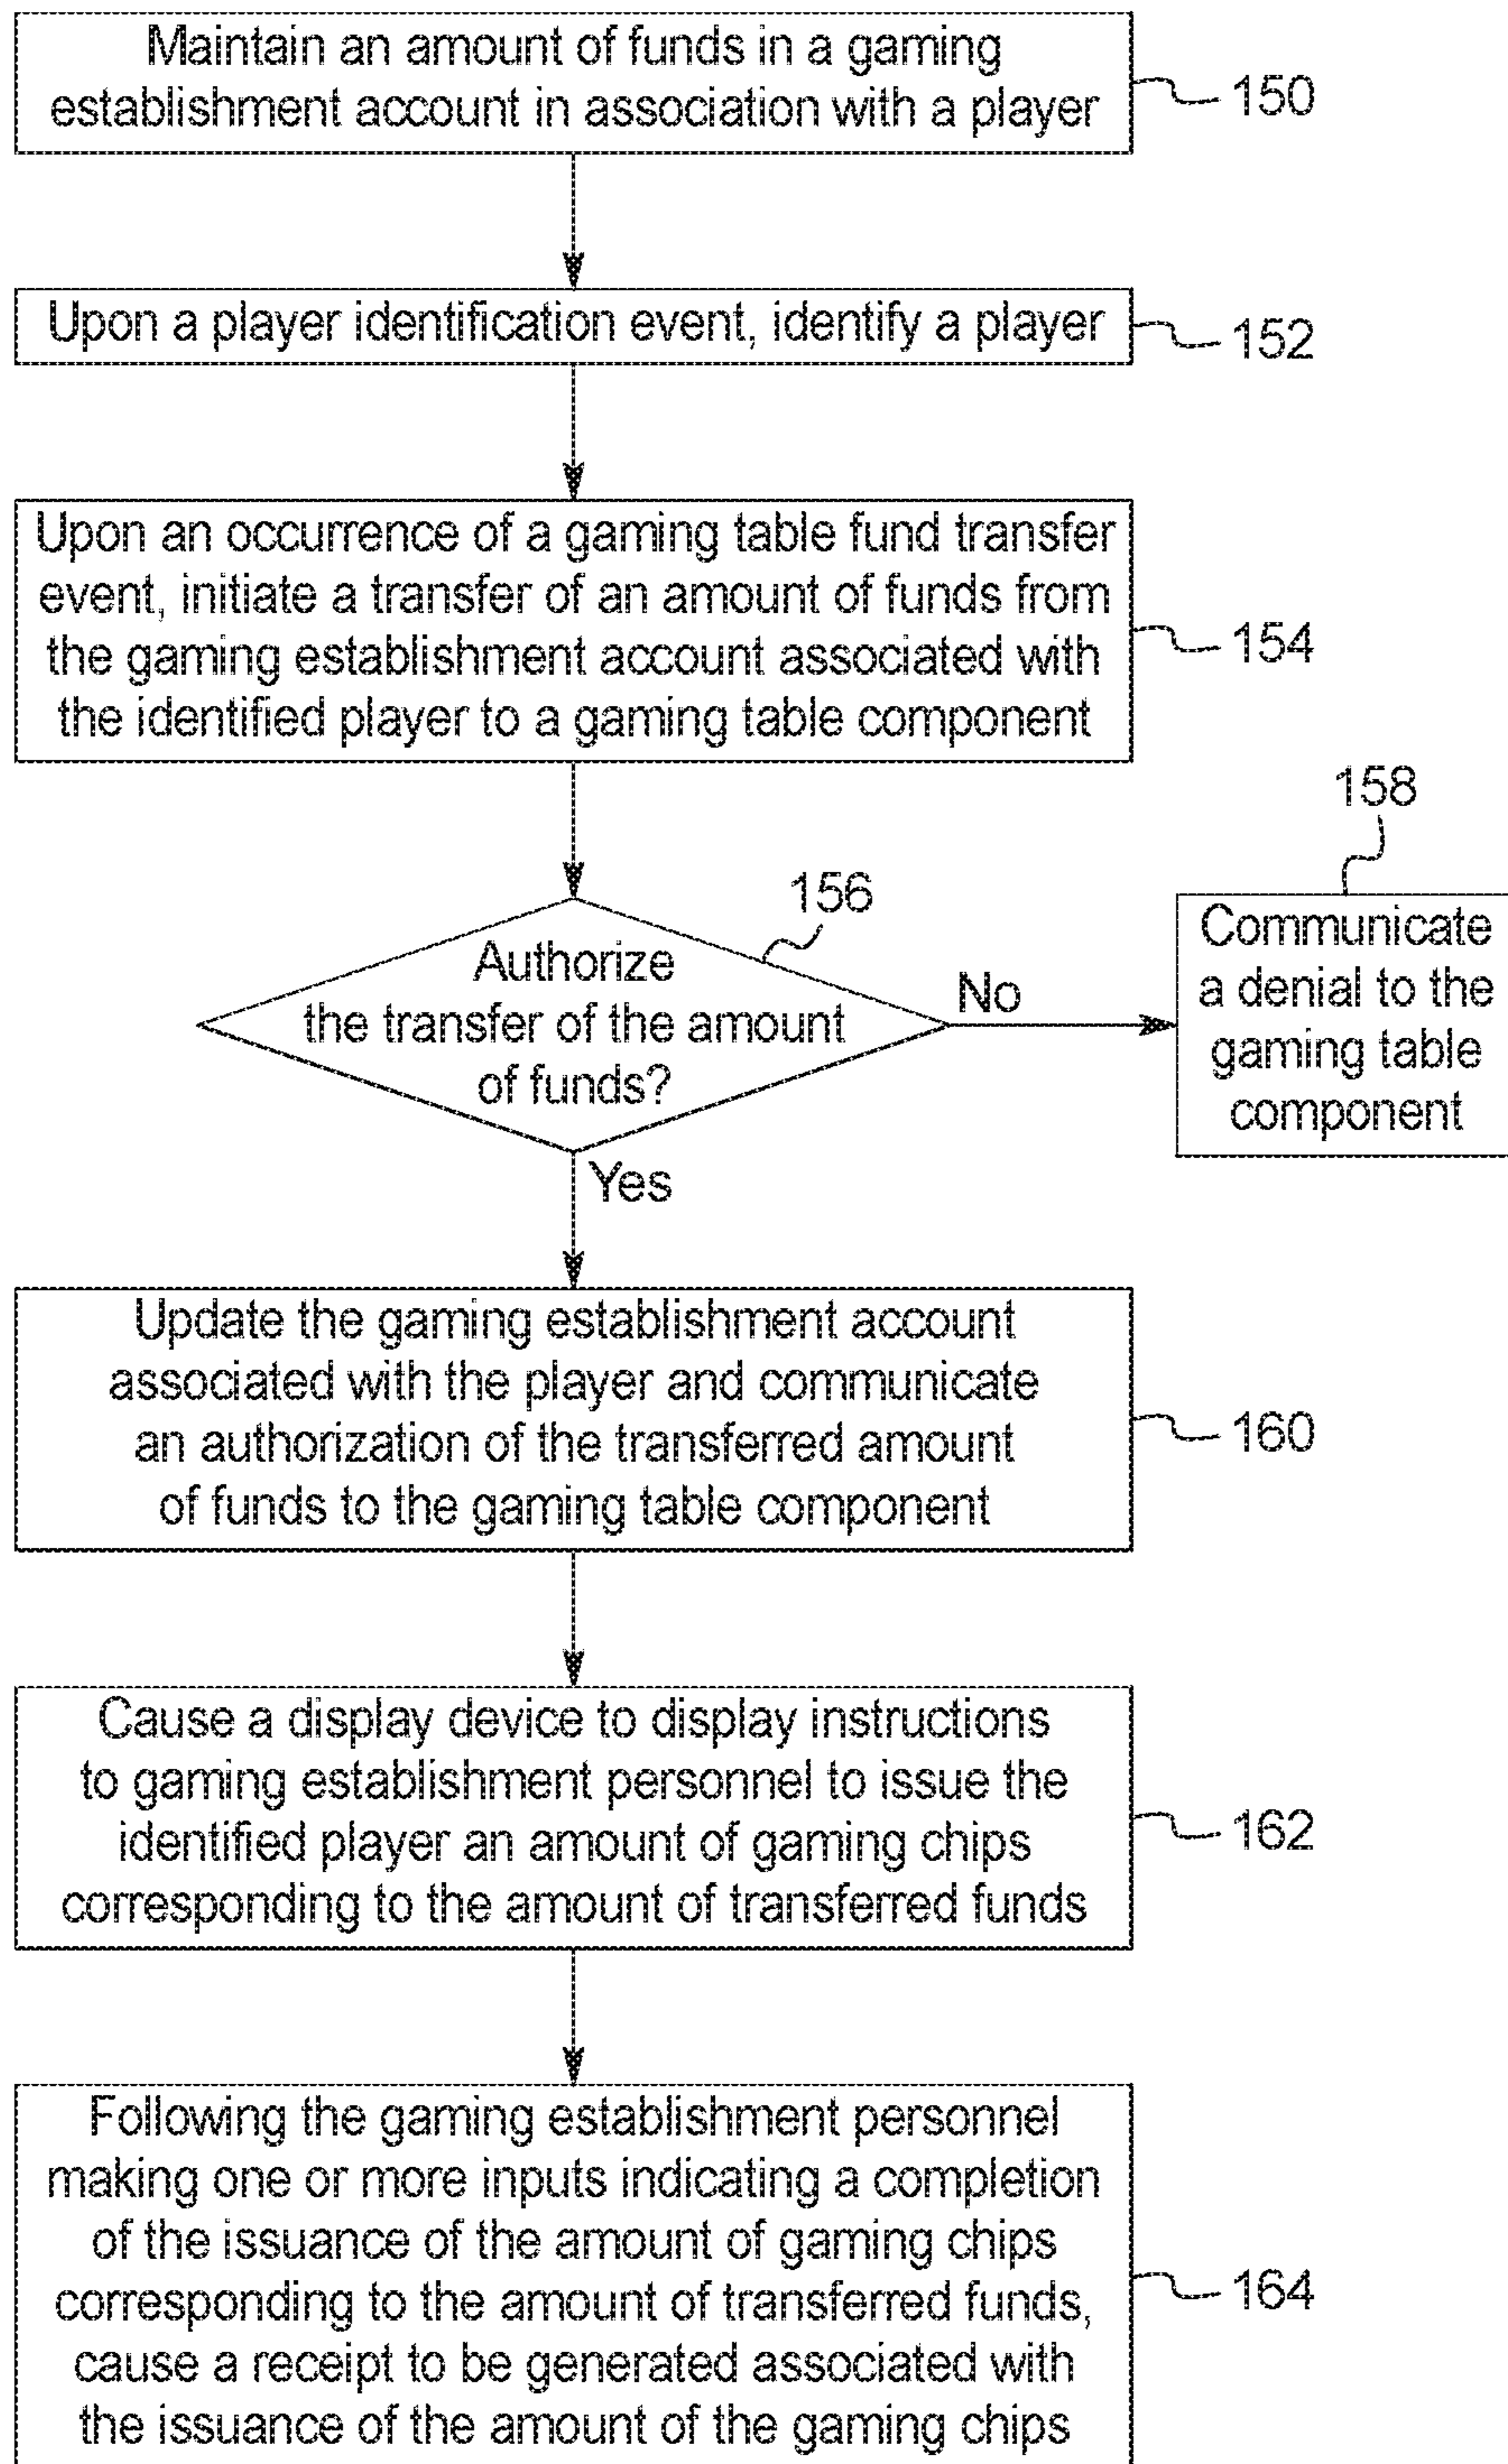 Maintain an amount of funds in a gaming
establishment account in association with a player
150
Upon a player identification event, identify a player
152
Upon an occurrence of a gaming table fund transfer
event, initiate a transfer of an amount of funds from
the gaming establishment account associated with
the identified player to a gaming table component
154
158
156
Authorize
the transfer of the amount
of funds?
No
Communicate
a denial to the
gaming table
component
Yes
Update the gaming establishment account
associated with the player and communicate
an authorization of the transferred amount
of funds to the gaming table component
160
Cause a display device to display instructions
to gaming establishment personnel to issue the
identified player an amount of gaming chips
corresponding to the amount of transferred funds
162
Following the gaming establishment personnel
making one or more inputs indicating a completion
of the issuance of the amount of gaming chips
corresponding to the amount of transferred funds,
cause a receipt to be generated associated with
the issuance of the amount of the gaming chips
164